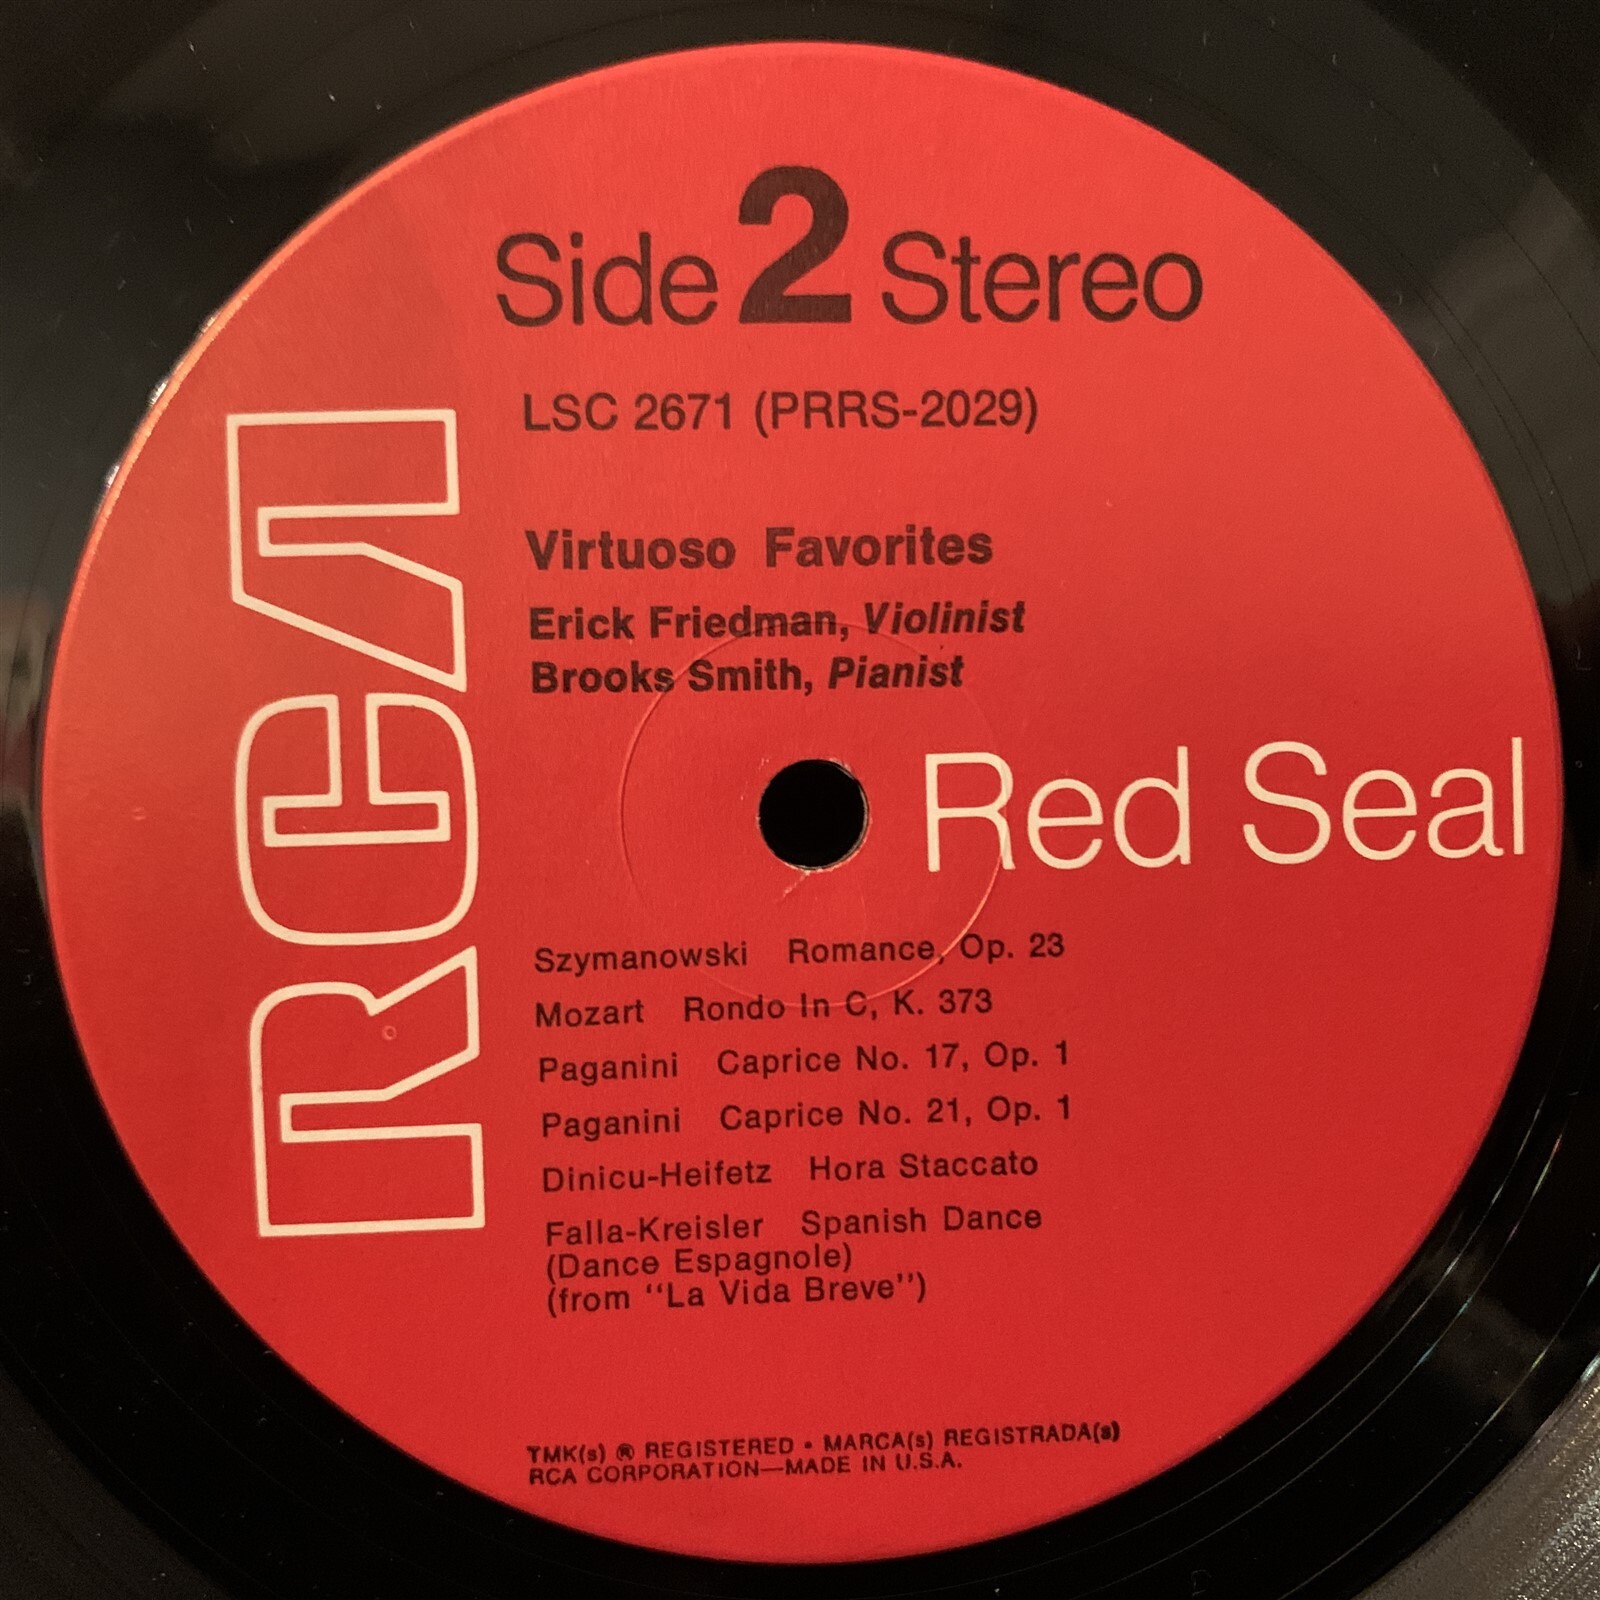 Side 2 Stereo
LSC 2671 (PRRS-2029)
Virtuoso Favorites
Erick Friedman, Violinist
Brooks Smith, Pianist
RCA
Red Seal
Szymanowski Romance, Op. 23
Mozart Rondo In C, K. 373
Paganini Caprice No. 17, Op. 1
Paganini Caprice No. 21, Op. 1
Dinicu-Heifetz Hora Staccato
Falla-Kreisler Spanish Dance
(Dance Espagnole)
(from "La Vida Breve")
TMK(s) ® REGISTERED • MARCA(s) REGISTRADA(s)
RCA CORPORATION—MADE IN U.S.A.